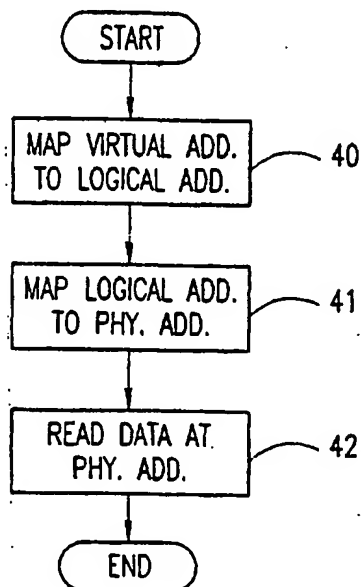 START
MAP VIRTUAL ADD.
TO LOGICAL ADD.
40
MAP LOGICAL ADD.
TO PHY. ADD.
41
READ DATA AT
PHY. ADD.
42
END